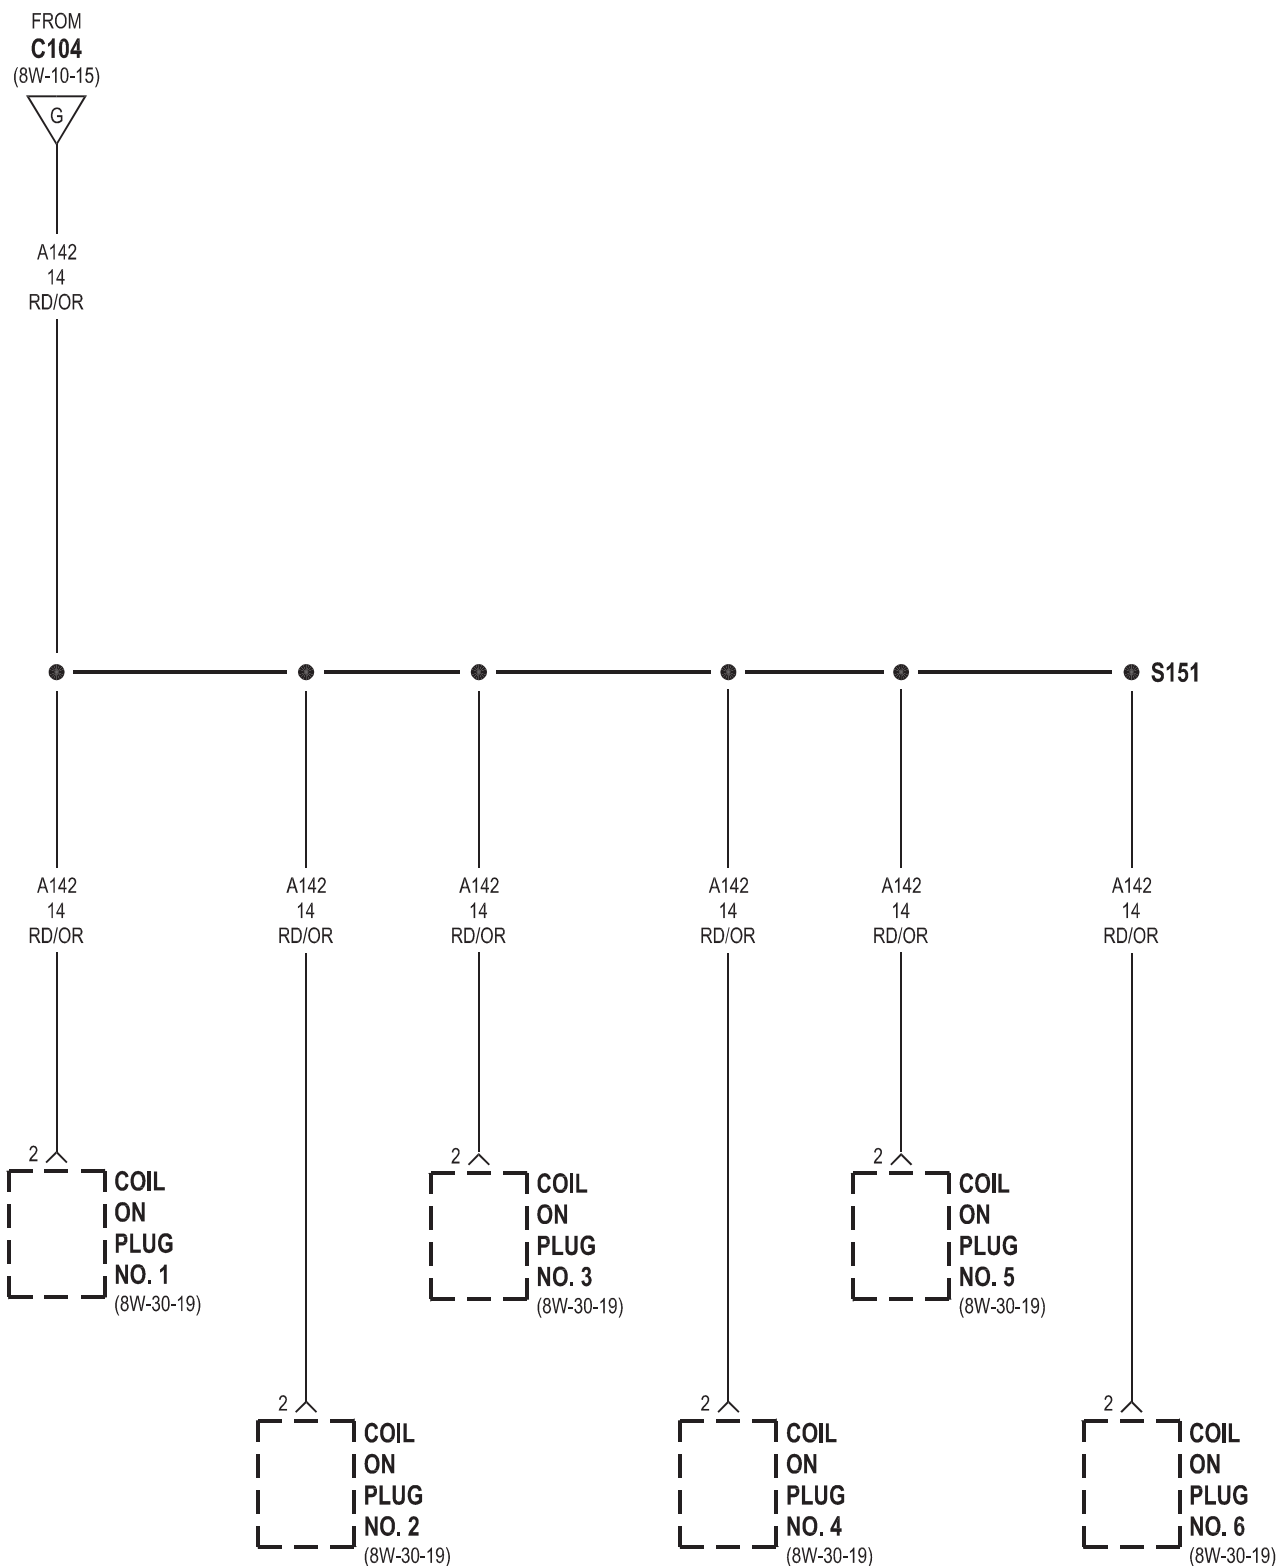 FROM
C104
(8W-10-15)
G
A142
14
RD/OR
S151
A142
14
RD/OR
A142
14
RD/OR
A142
14
RD/OR
A142
14
RD/OR
A142
14
RD/OR
A142
14
RD/OR
2
COIL
ON
PLUG
NO. 1
(8W-30-19)
2
COIL
ON
PLUG
NO. 3
(8W-30-19)
2
COIL
ON
PLUG
NO. 5
(8W-30-19)
2
COIL
ON
PLUG
NO. 2
(8W-30-19)
2
COIL
ON
PLUG
NO. 4
(8W-30-19)
2
COIL
ON
PLUG
NO. 6
(8W-30-19)